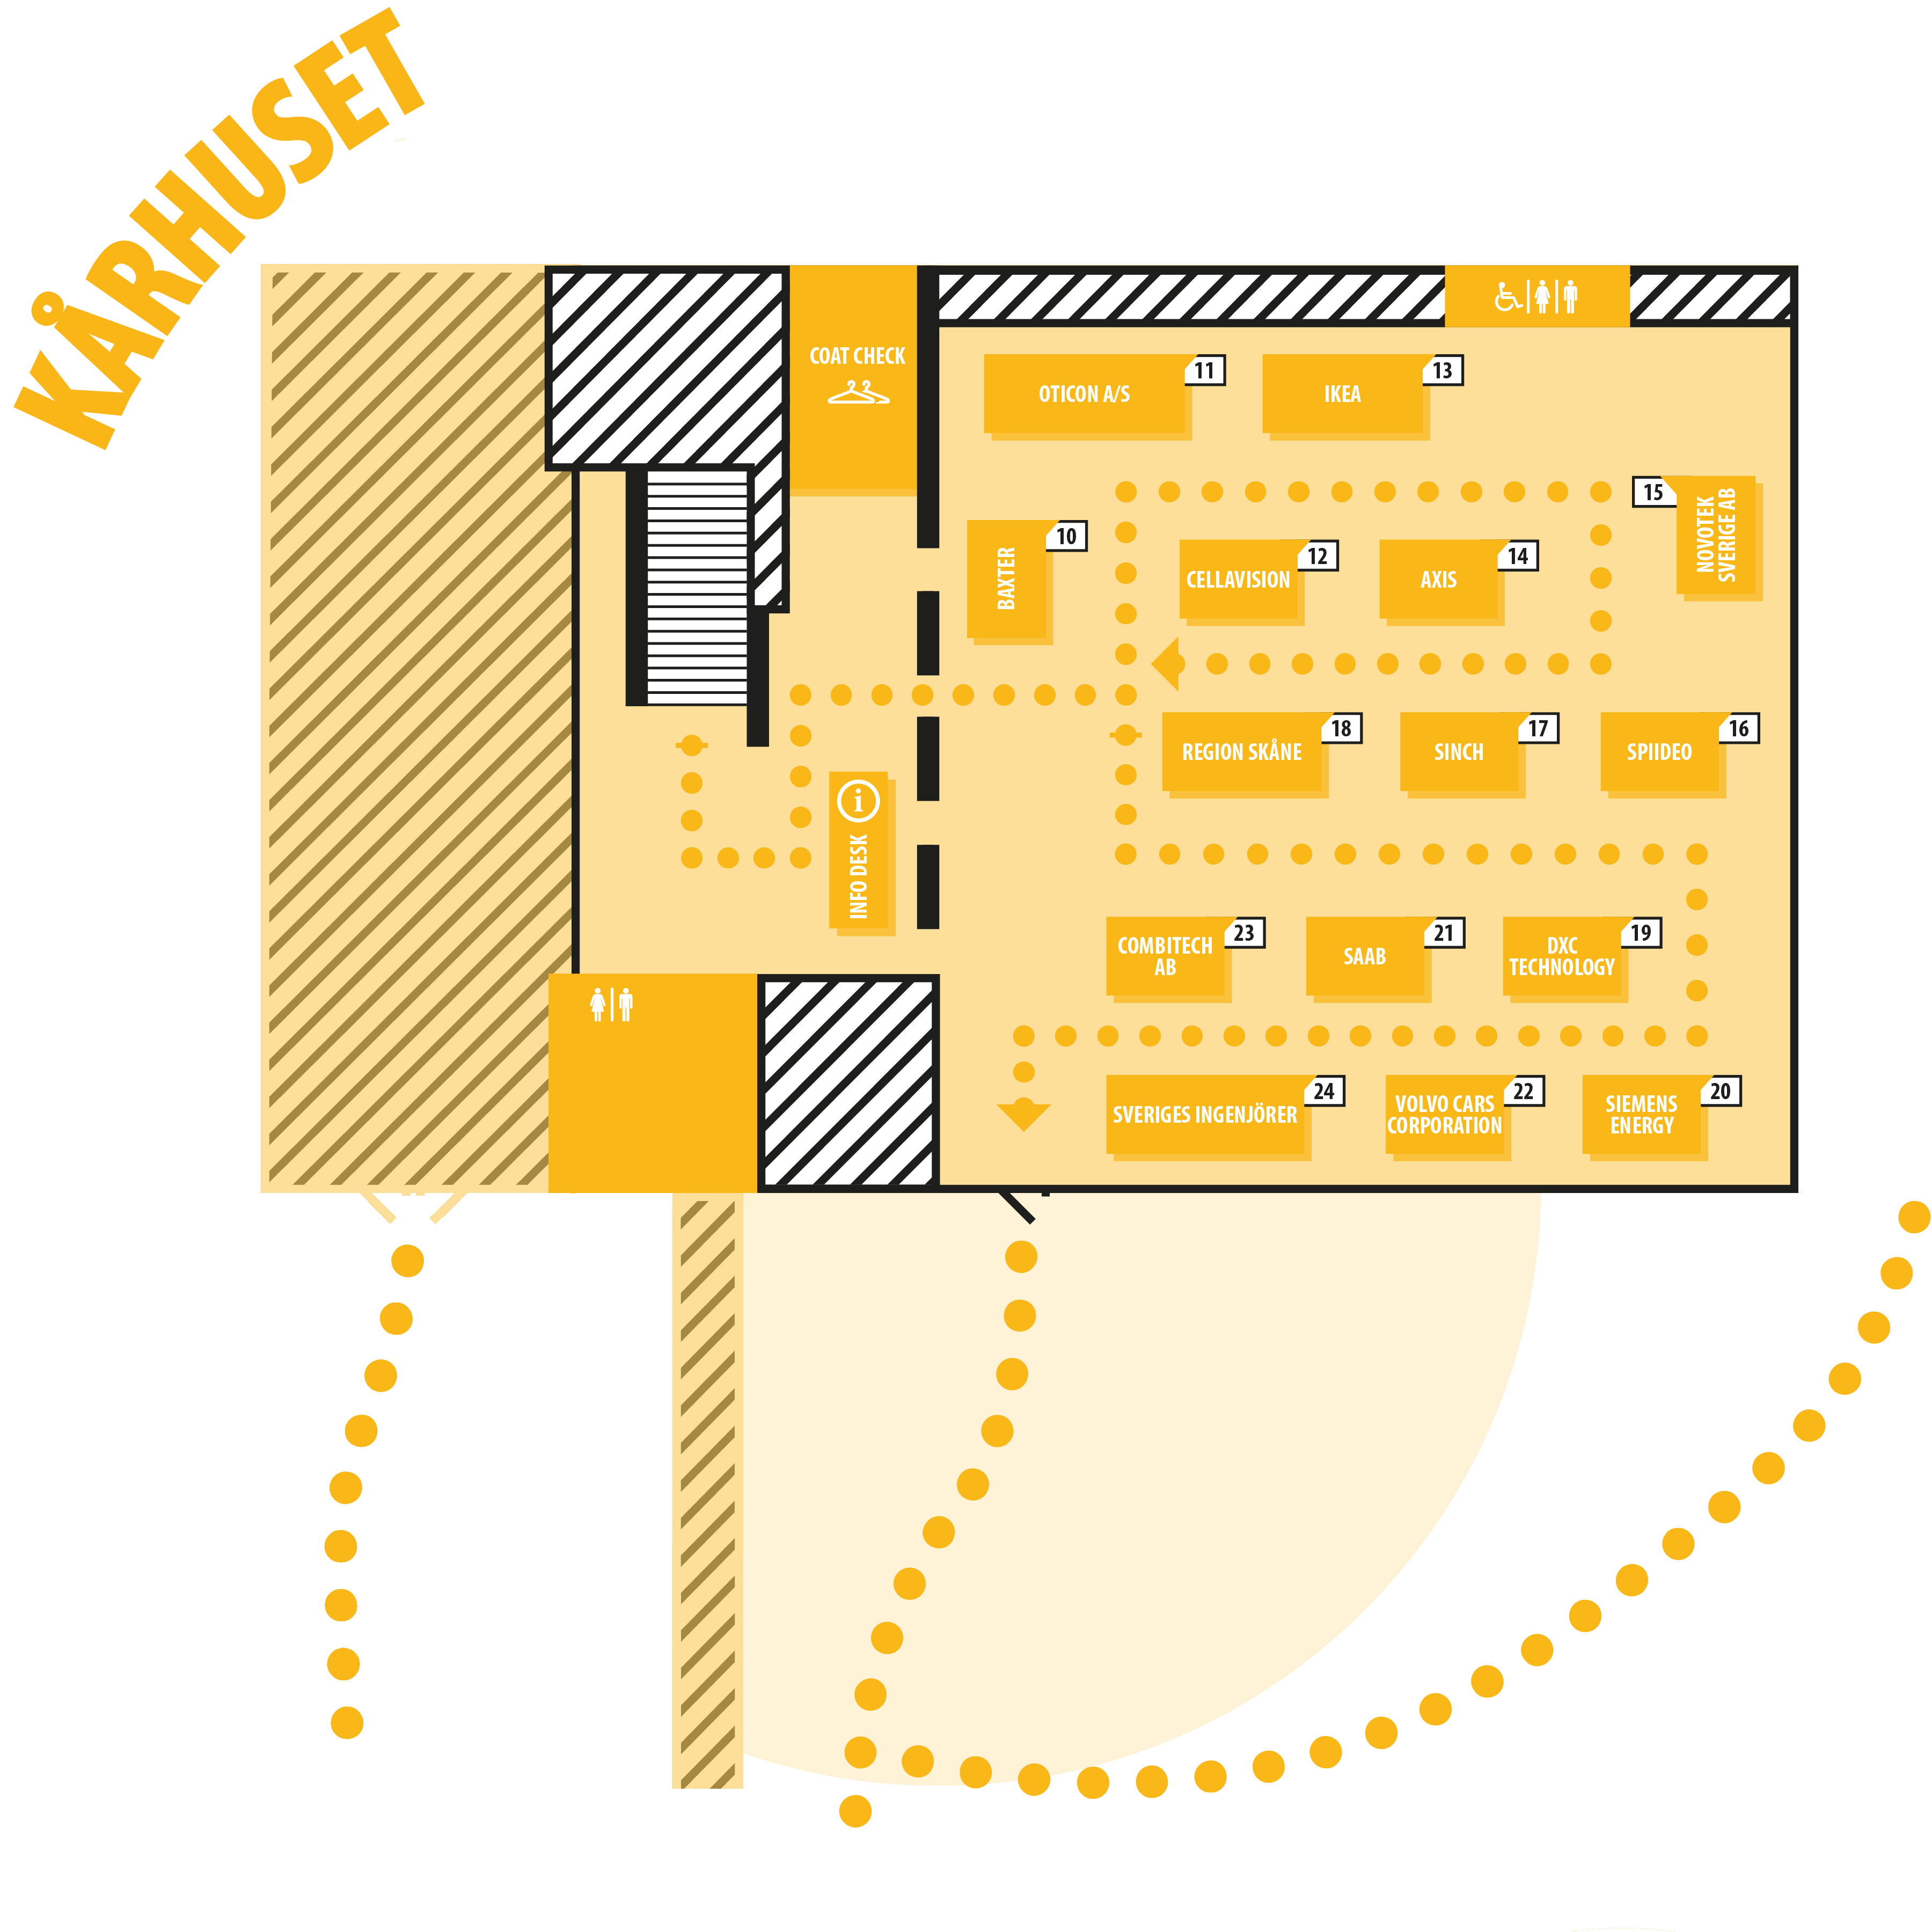 KÅRHUSET
COAT CHECK
OTICON A/S
11
IKEA
13
BAXTER
10
CELLAVISION
12
AXIS
14
15
NOVOTEK
SVERIGE AB
REGION SKÅNE
18
SINCH
17
SPIIDEO
16
i
INFO DESK
COMBITECH
AB
23
SAAB
21
DXC
TECHNOLOGY
19
SVERIGES INGENJÖRER
24
VOLVO CARS
CORPORATION
22
SIEMENS
ENERGY
20